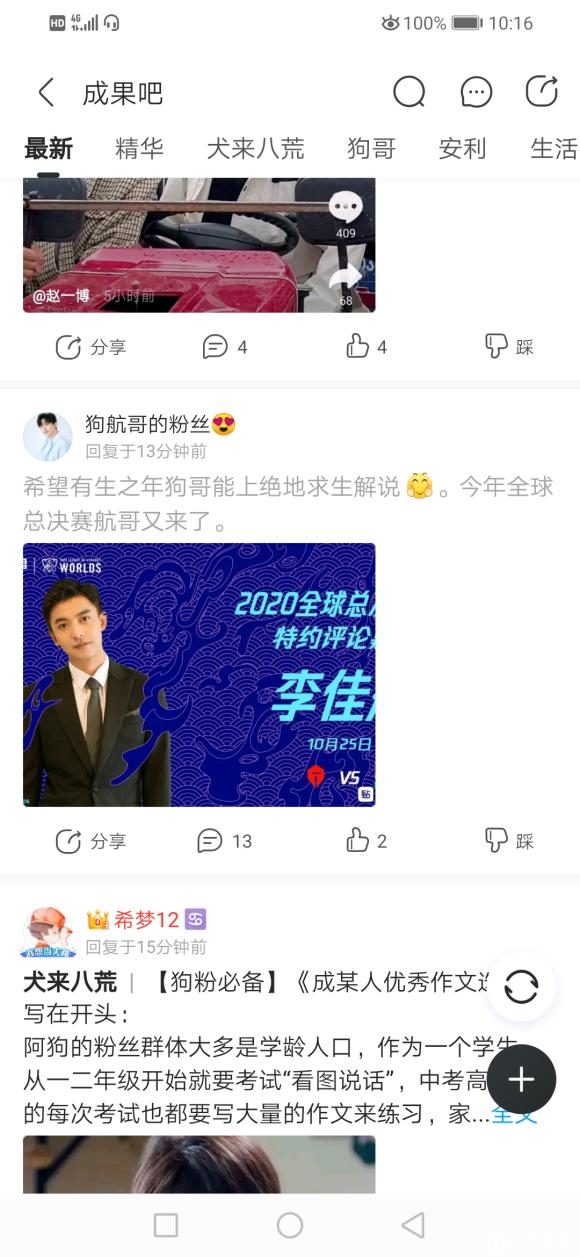 HD 4G 100% 10:16
成果吧
最新 精华 犬来八荒 狗哥 安利 生活
409
@赵一博 · 5小时前
68
分享 4 4 踩
狗航哥的粉丝😍
回复于13分钟前
希望有生之年狗哥能上绝地求生解说🤗。今年全球
总决赛航哥又来了。
WORLDS
2020全球总
特约评论
李佳
10月25日
VS
贴
分享 13 2 踩
希梦12 ♋
回复于15分钟前
犬来八荒 | 【狗粉必备】《成某人优秀作文选
写在开头：
阿狗的粉丝群体大多是学龄人口，作为一个学生
从一二年级开始就要考试“看图说话”，中考高
的每次考试也都要写大量的作文来练习，家...全文